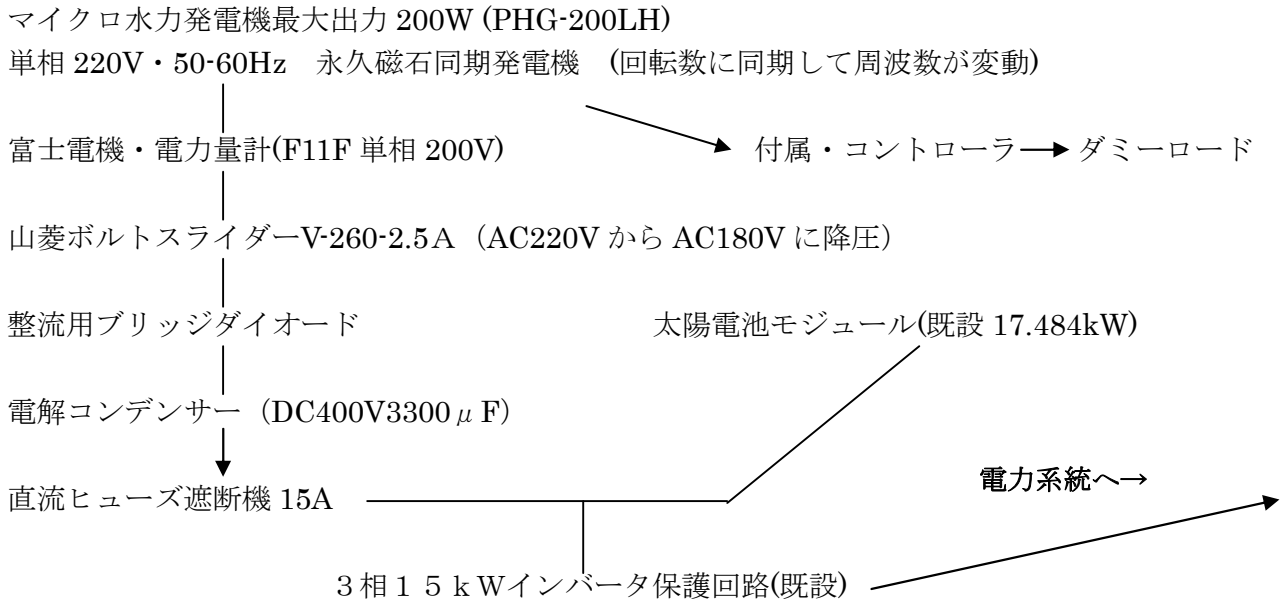 マイクロ水力発電機最大出力 200W (PHG-200LH)
単相 220V・50-60Hz 永久磁石同期発電機 (回転数に同期して周波数が変動)
富士電機・電力量計(F11F 単相 200V) 付属・コントローラ ダミーロード
山菱ボルトスライダーV-260-2.5A (AC220V から AC180V に降圧)
整流用ブリッジダイオード 太陽電池モジュール(既設 17.484kW)
電解コンデンサー (DC400V3300μF)
電力系統へ→
直流ヒューズ遮断機 15A
3相15kWインバータ保護回路(既設)